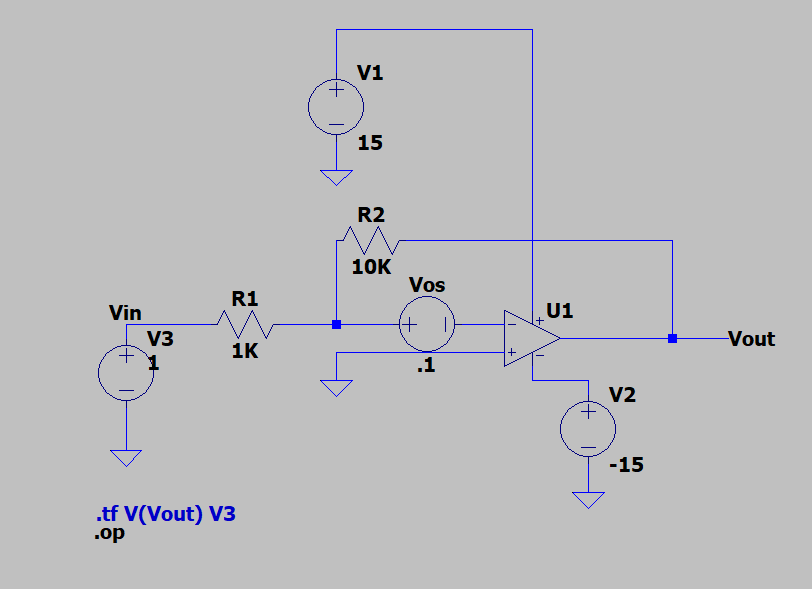 V1
15
R2
10K
Vos
.1
R1
1K
Vin
V3
1
U1
Vout
V2
-15
.tf V(Vout) V3
.op